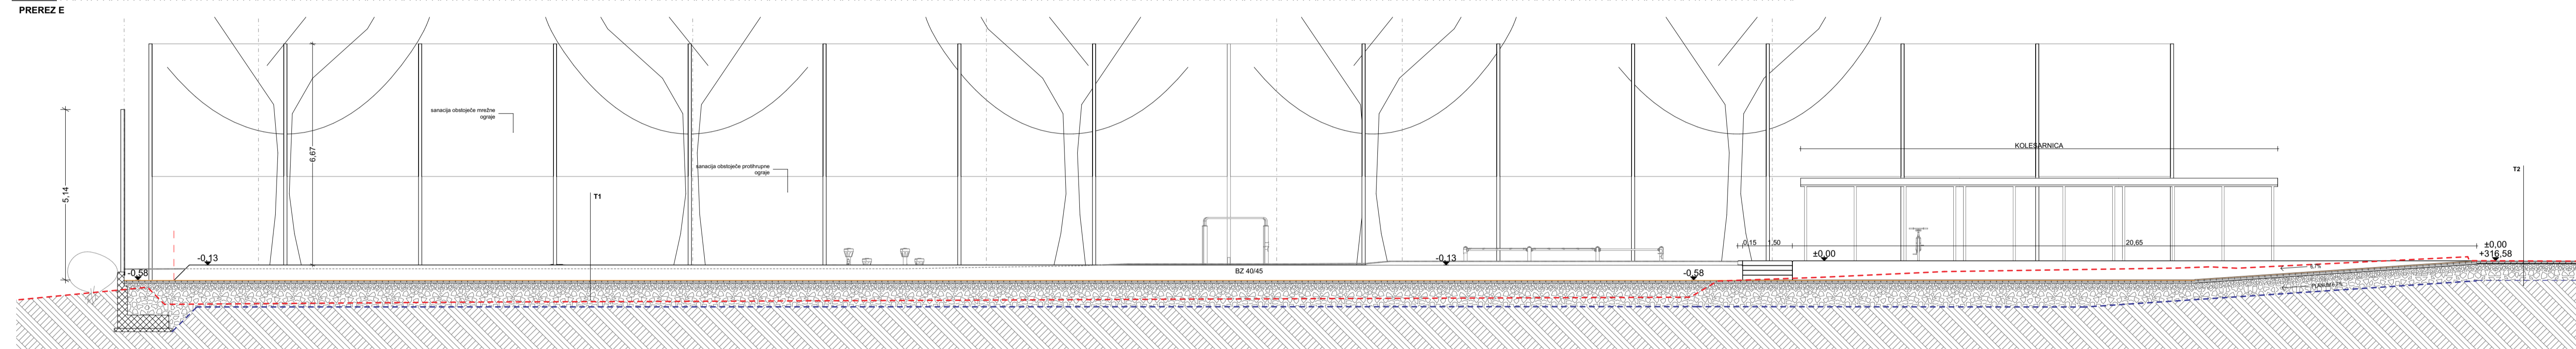 PREREZ E
sanacija obstoječe mrežne
ograje
6,67
KOLESARNICA
sanacija obstoječe protihrupne
ograje
T2
5,14
T1
0,15
1,50
20,65
±0,00
±0,00
+316,58
-0,13
-0,13
-0,58
BZ 40/45
-0,58